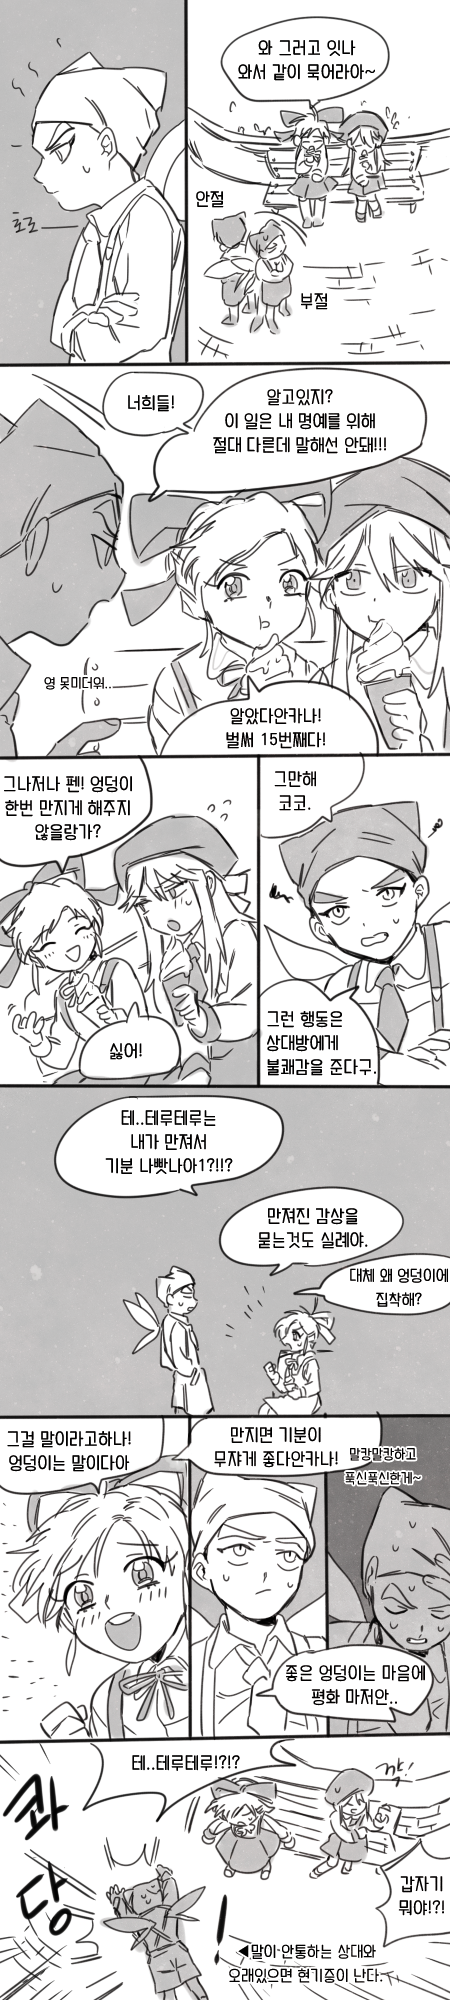 와 그러고 잇나
와서 같이 묵어라아~
안절
부절
초조
너희들!
알고있지?
이 일은 내 명예를 위해
절대 다른데 말해선 안돼!!!
영 못미더워..
알았다안카나!
벌써 15번째다!
그나저나 펜! 엉덩이
한번 만지게 해주지
않을랑가?
싫어!
그만해
코코.
그런 행동은
상대방에게
불쾌감을 준다구.
테..테루테루는
내가 만져서
기분 나빳나아1?!!?
만져진 감상을
묻는것도 실례야.
대체 왜 엉덩이에
집착해?
그걸 말이라고하나!
엉덩이는 말이다아
만지면 기분이
무쟈게 좋다안카나!
말캉말캉하고
푹신푹신한게~
좋은 엉덩이는 마음에
평화 마저안..
테..테루테루!?!?
꺅!
콰
당
!
갑자기
뭐야!?!
◀말이 안통하는 상대와
오래있으면 현기증이 난다.